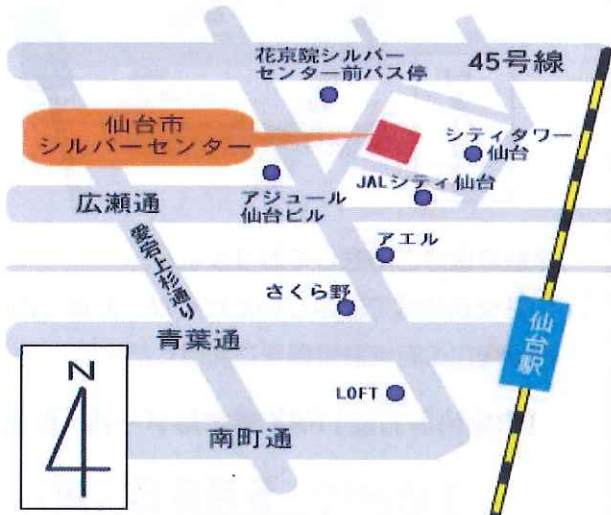 花京院シルバー
センター前バス停
45号線
仙台市
シルバーセンター
シティタワー
仙台
JALシティ仙台
アジュール
仙台ビル
広瀬通
アエル
愛宕上杉通り
さくら野
青葉通
仙台駅
LOFT
南町通
N